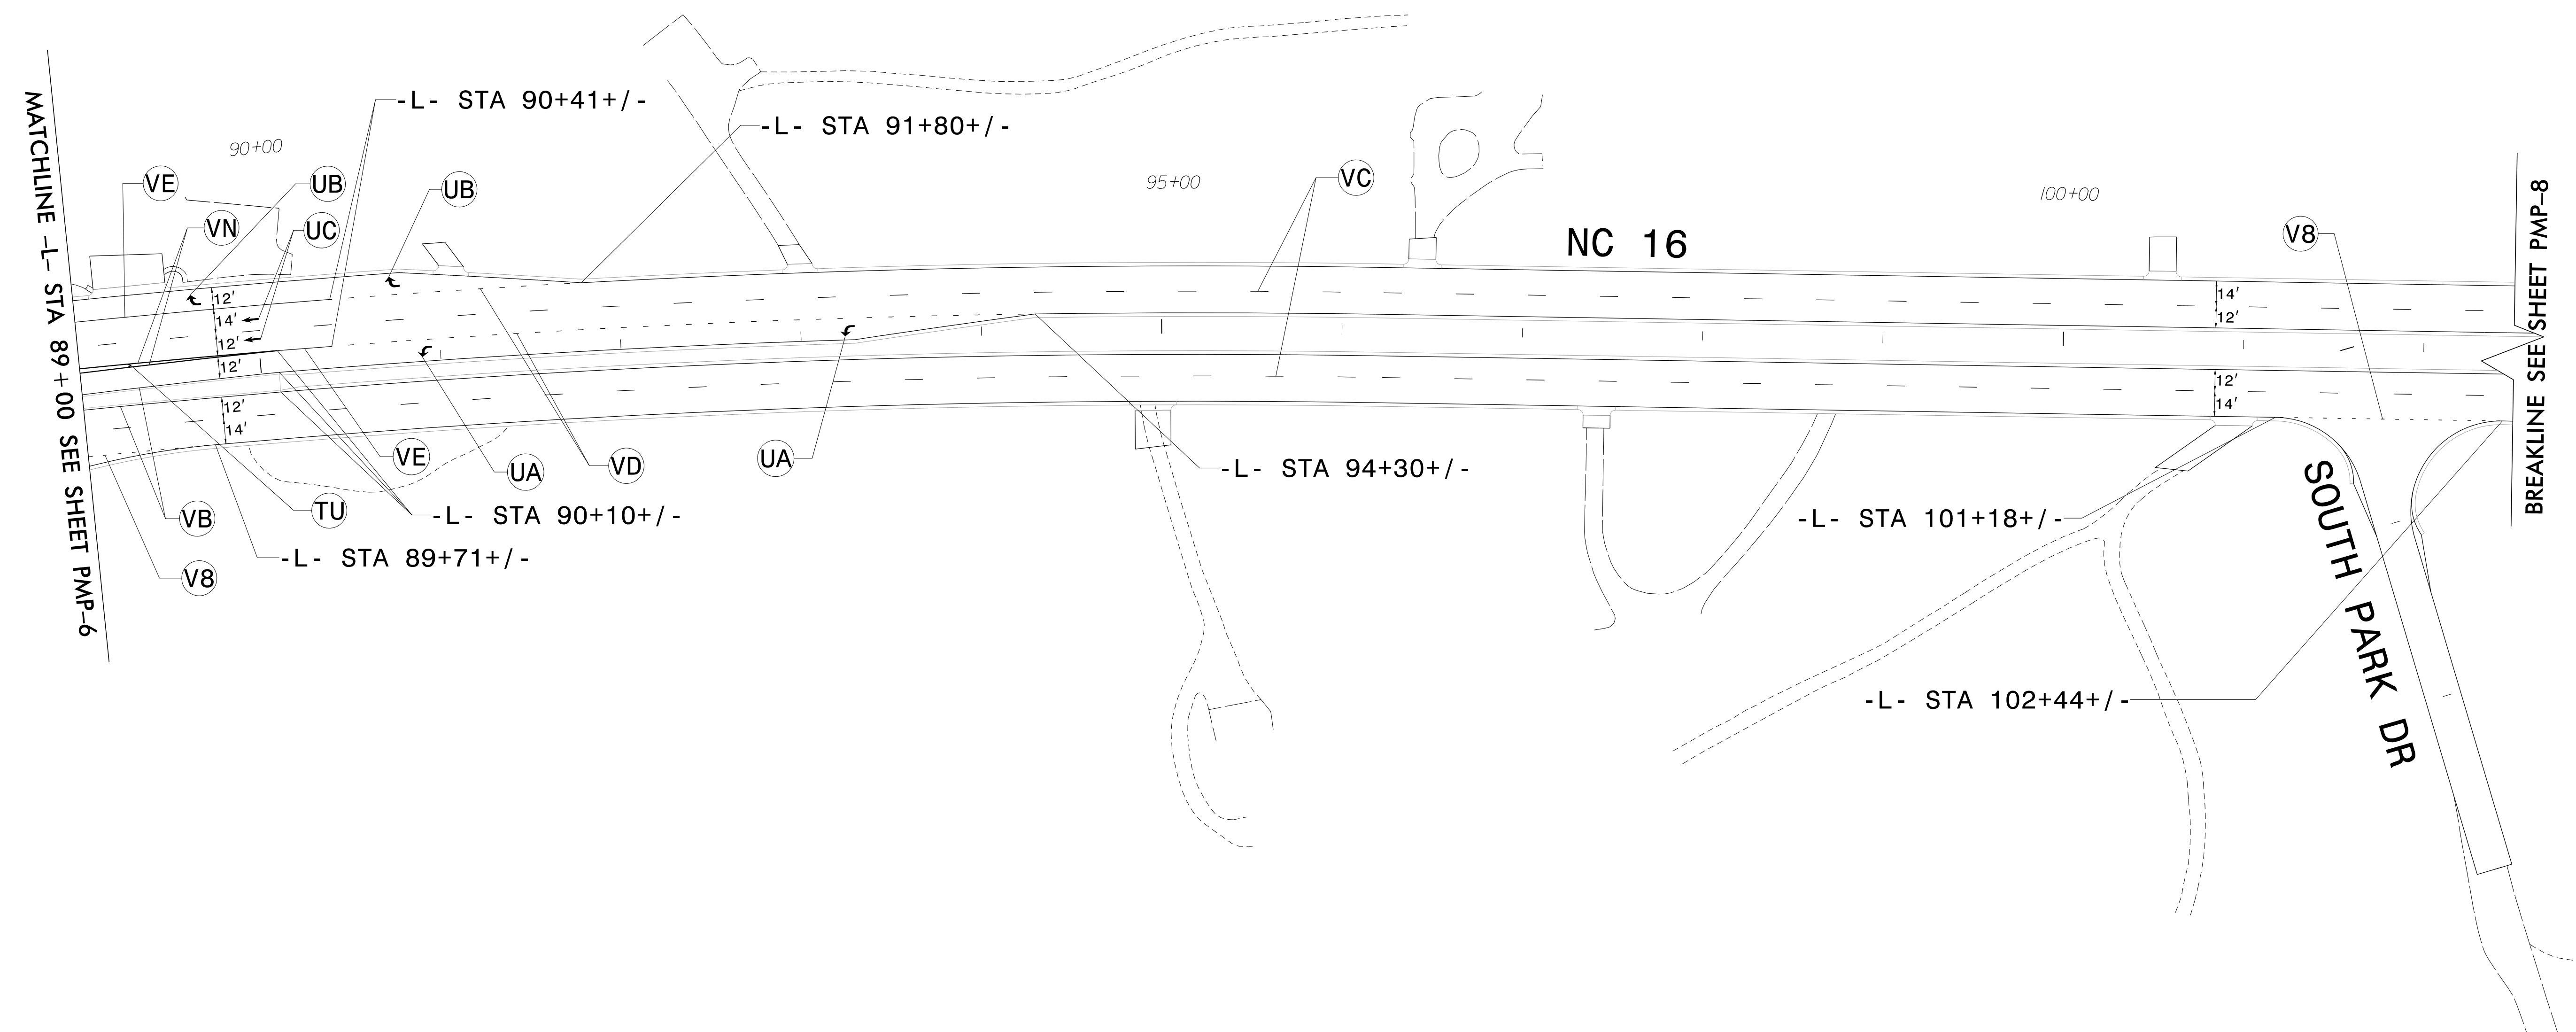 MATCHLINE -L- STA 89+00 SEE SHEET PMP-6
-L- STA 90+41+/-
-L- STA 91+80+/-
90+00
95+00
100+00
VE
UB
UB
VC
VN
UC
NC 16
V8
12'
14'
12'
12'
12'
14'
14'
12'
12'
14'
VE
UA
VD
UA
-L- STA 94+30+/-
VB
TU
-L- STA 90+10+/-
-L- STA 101+18+/-
-L- STA 89+71+/-
V8
-L- STA 102+44+/-
SOUTH PARK DR
BREAKLINE SEE SHEET PMP-8